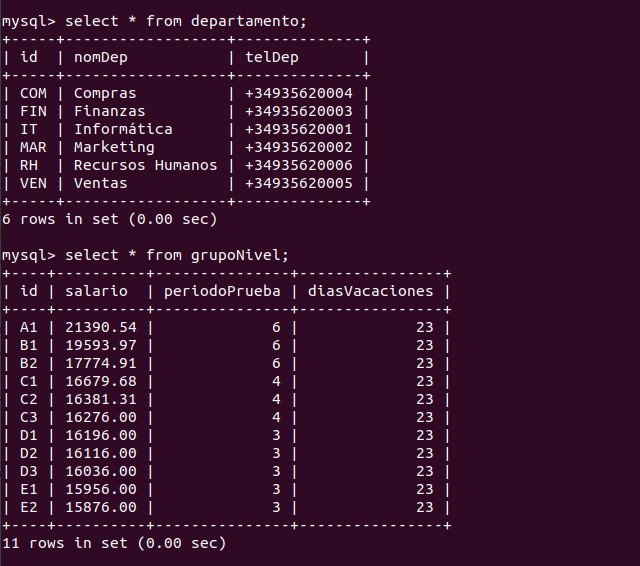 mysql> select * from departamento;
+-----+------------------+--------------+
| id  | nomDep           | telDep       |
+-----+------------------+--------------+
| COM | Compras          | +34935620004 |
| FIN | Finanzas         | +34935620003 |
| IT  | Informática      | +34935620001 |
| MAR | Marketing        | +34935620002 |
| RH  | Recursos Humanos | +34935620006 |
| VEN | Ventas           | +34935620005 |
+-----+------------------+--------------+
6 rows in set (0.00 sec)

mysql> select * from grupoNivel;
+----+----------+---------------+----------------+
| id | salario  | periodoPrueba | diasVacaciones |
+----+----------+---------------+----------------+
| A1 | 21390.54 |             6 |             23 |
| B1 | 19593.97 |             6 |             23 |
| B2 | 17774.91 |             6 |             23 |
| C1 | 16679.68 |             4 |             23 |
| C2 | 16381.31 |             4 |             23 |
| C3 | 16276.00 |             4 |             23 |
| D1 | 16196.00 |             3 |             23 |
| D2 | 16116.00 |             3 |             23 |
| D3 | 16036.00 |             3 |             23 |
| E1 | 15956.00 |             3 |             23 |
| E2 | 15876.00 |             3 |             23 |
+----+----------+---------------+----------------+
11 rows in set (0.00 sec)